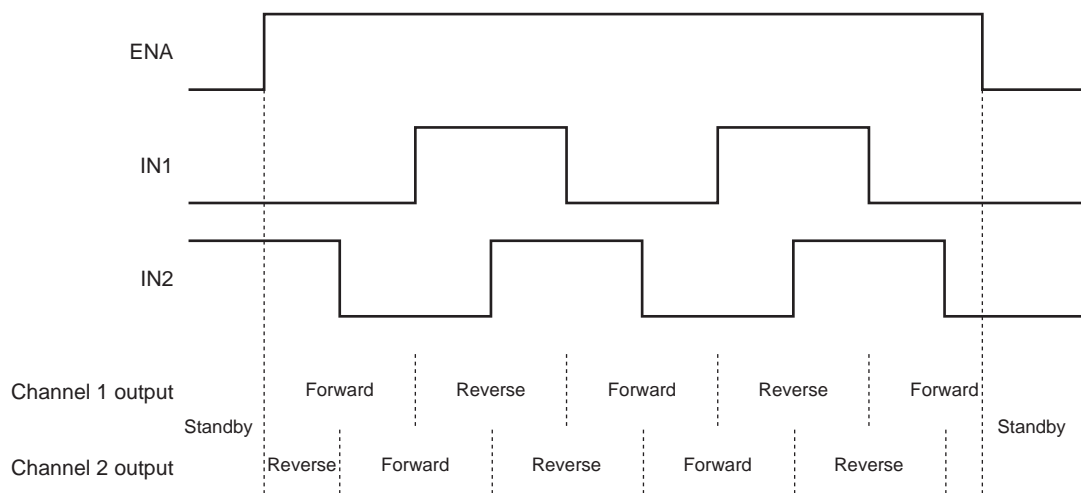 ENA
IN1
IN2
Channel 1 output Forward Reverse Forward Reverse Forward
Standby Standby
Channel 2 output Reverse Forward Reverse Forward Reverse